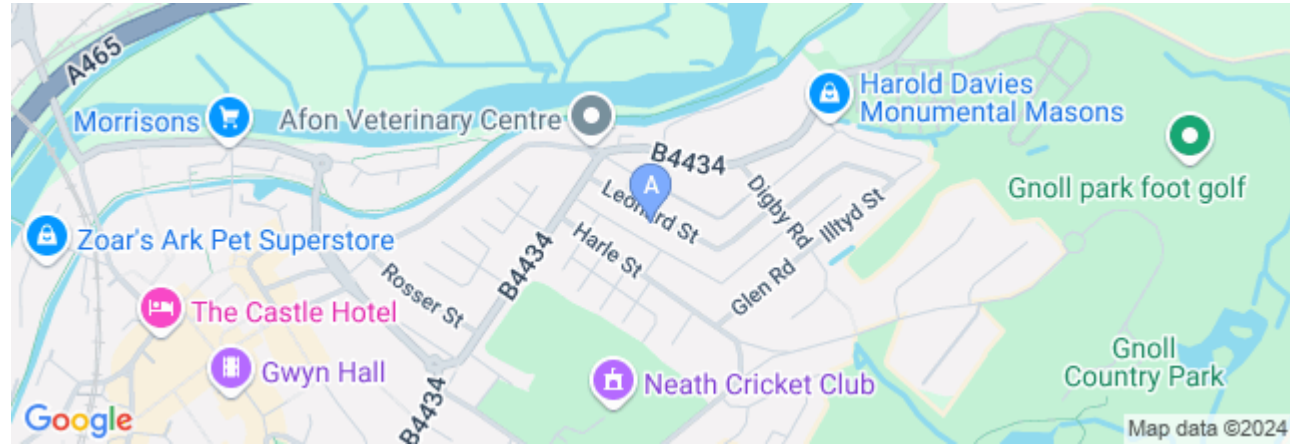 A465
Morrisons
Afon Veterinary Centre
Harold Davies
Monumental Masons
B4434
A
Leonard St
Digby Rd
Illtyd St
Gnoll park foot golf
Zoar's Ark Pet Superstore
Harle St
B4434
Rosser St
Glen Rd
The Castle Hotel
Gwyn Hall
Neath Cricket Club
Gnoll
Country Park
B4434
Google
Map data ©2024